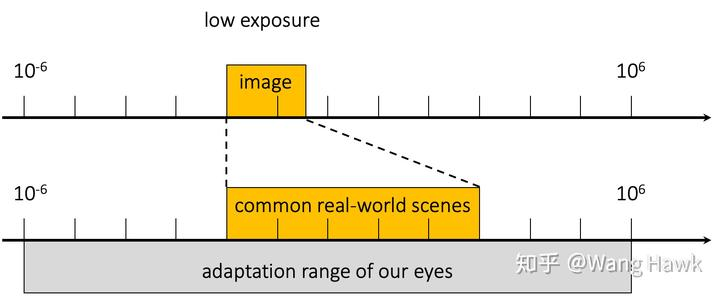 low exposure
10⁻⁶
image
10⁶
10⁻⁶
common real-world scenes
10⁶
adaptation range of our eyes
知乎 @Wang Hawk